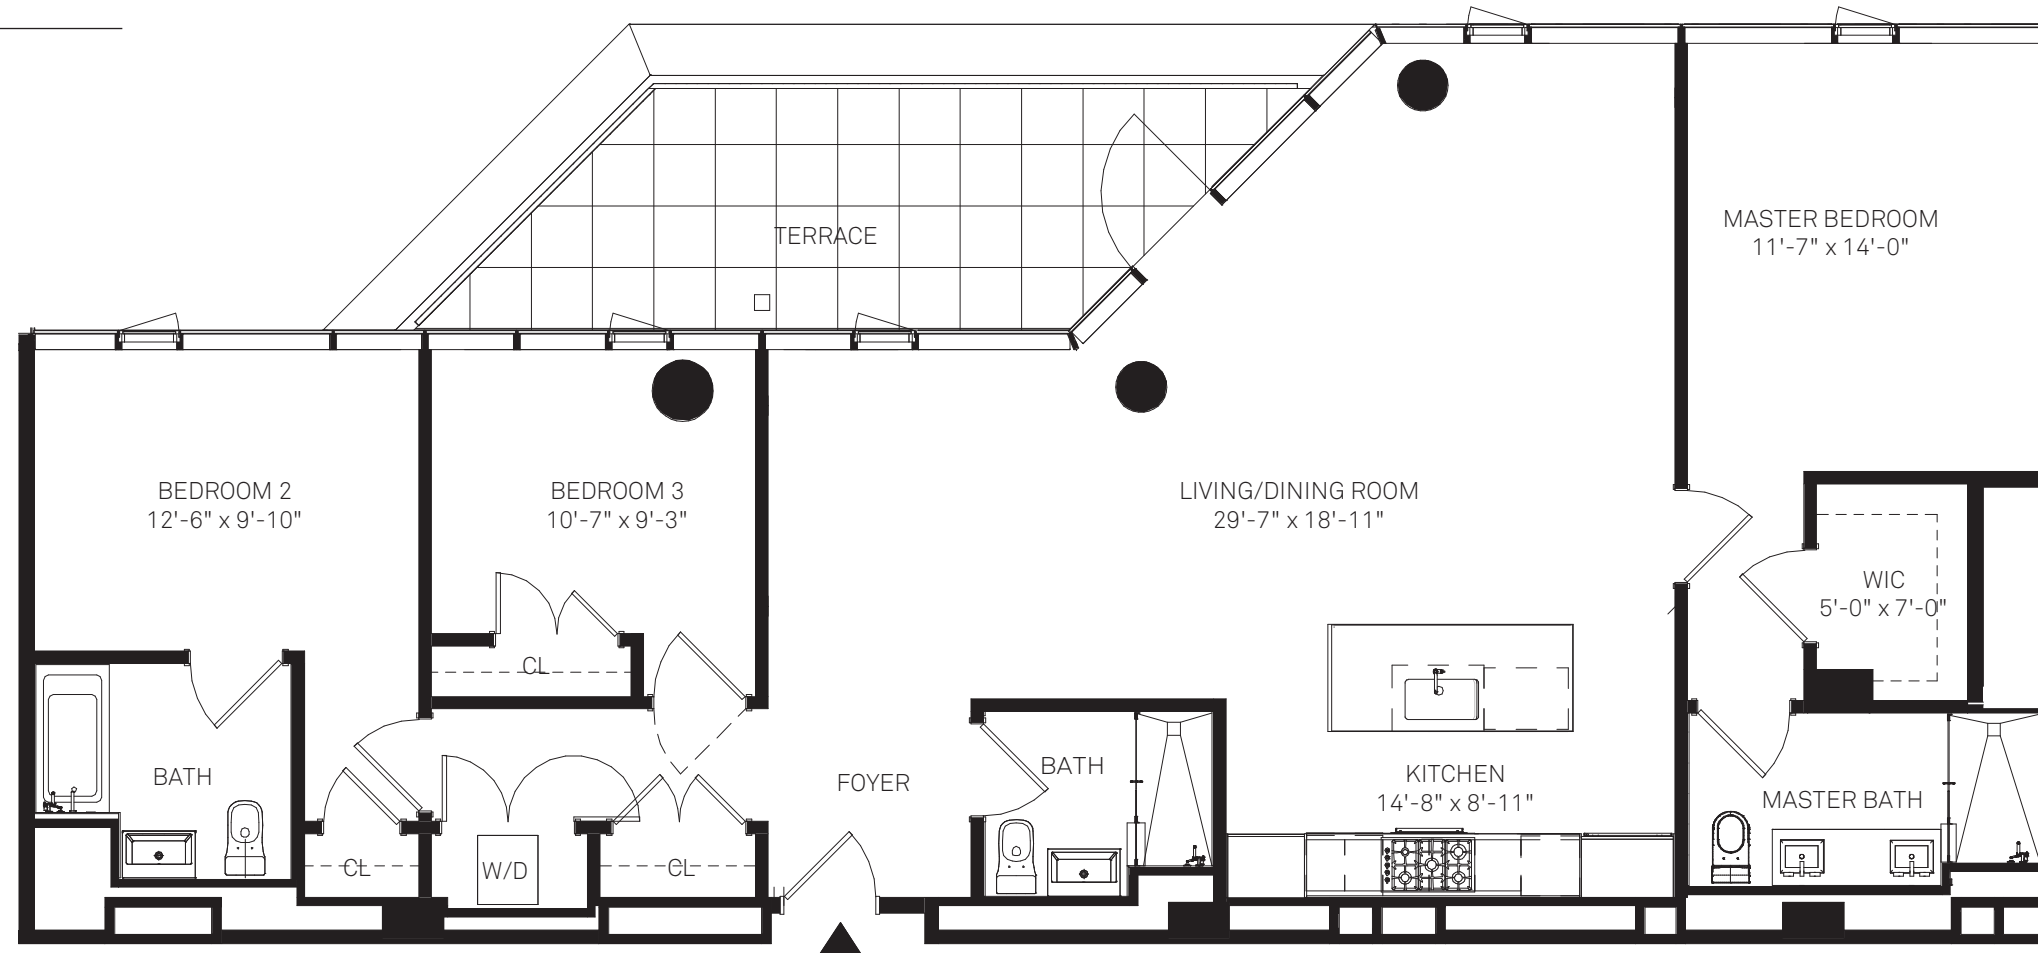 TERRACE
MASTER BEDROOM
11'-7" x 14'-0"
BEDROOM 2
12'-6" x 9'-10"
BEDROOM 3
10'-7" x 9'-3"
LIVING/DINING ROOM
29'-7" x 18'-11"
WIC
5'-0" x 7'-0"
CL
BATH
FOYER
BATH
KITCHEN
14'-8" x 8'-11"
MASTER BATH
CL
W/D
CL